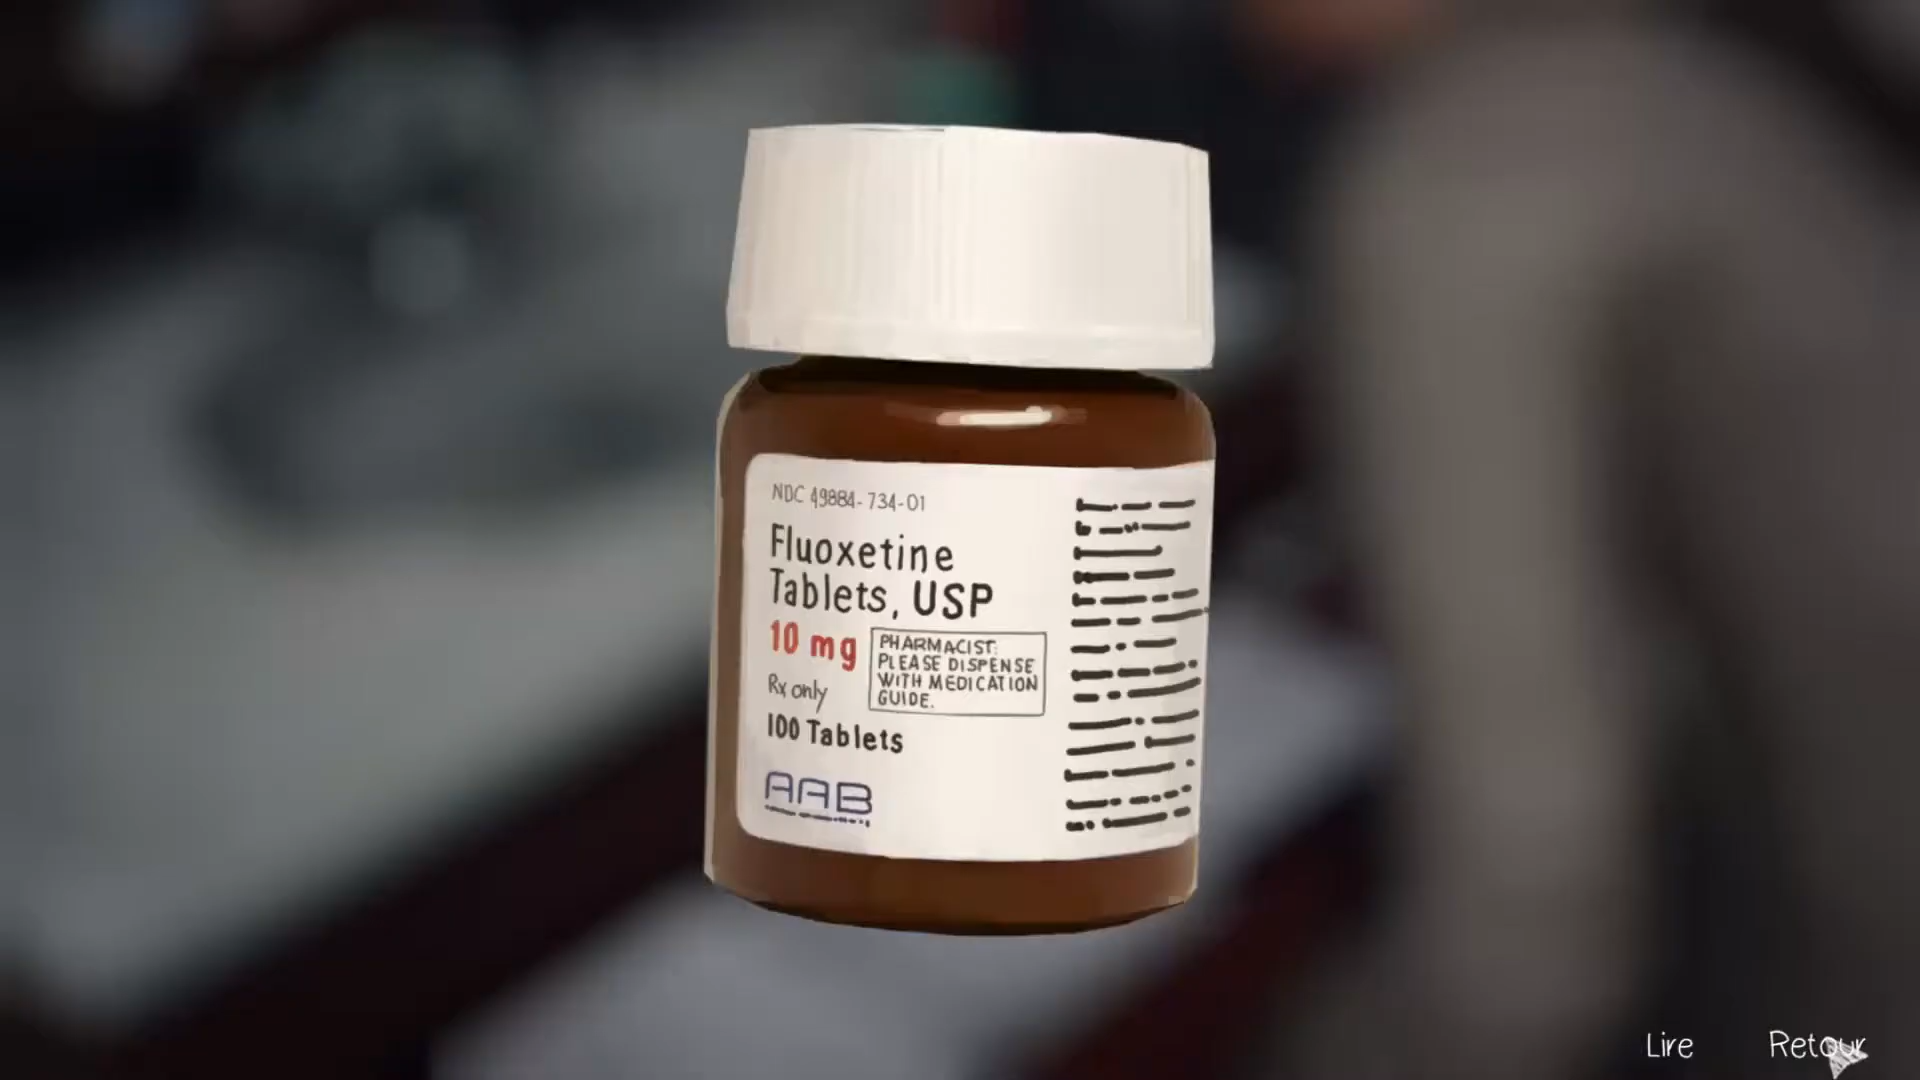 NDC 49884-734-01
Fluoxetine
Tablets, USP
10 mg
PHARMACIST:
PLEASE DISPENSE
WITH MEDICATION
GUIDE.
Rx only
100 Tablets
AAB
Lire
Retour